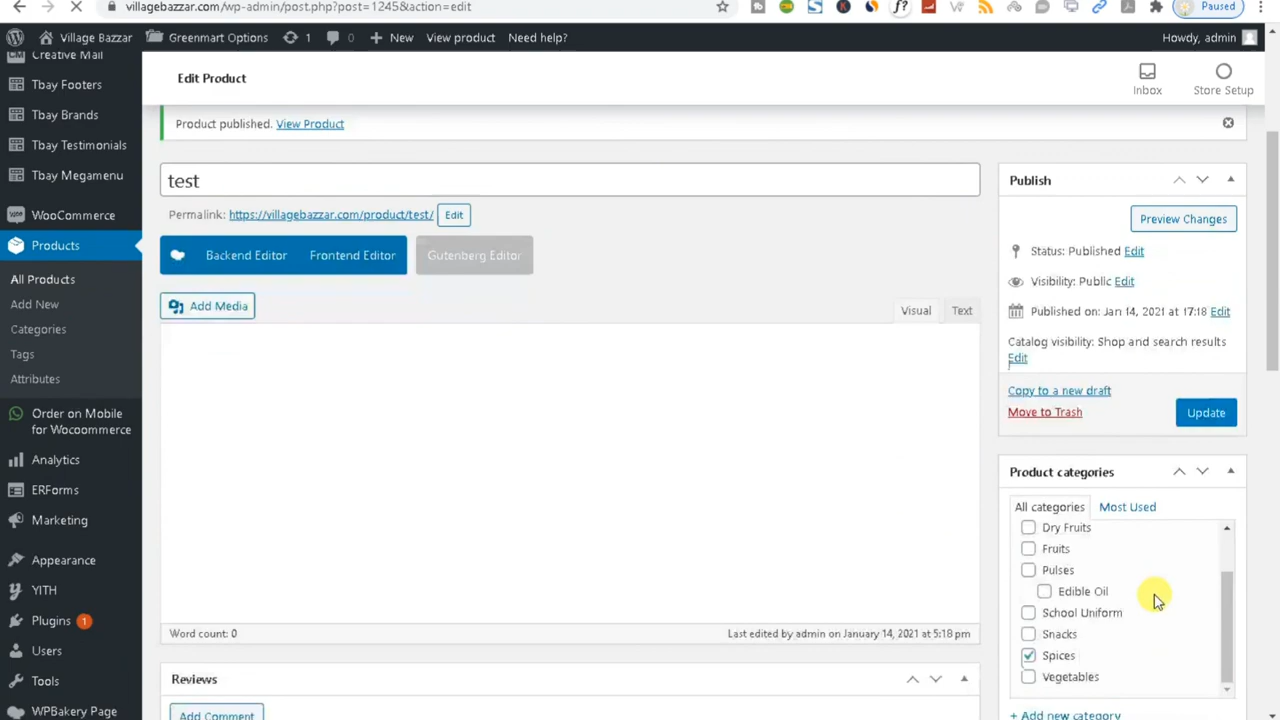 villagebazzar.com/wp-admin/post.php?post=1245&action=edit
Paused
Village Bazzar
Greenmart Options
1
0
New
View product
Need help?
Howdy, admin
Creative Mail
Tbay Footers
Tbay Brands
Tbay Testimonials
Tbay Megamenu
WooCommerce
Products
All Products
Add New
Categories
Tags
Attributes
Order on Mobile
for Wocoommerce
Analytics
ERForms
Marketing
Appearance
YITH
Plugins 1
Users
Tools
WPBakery Page
Edit Product
Inbox
Store Setup
Product published. View Product
test
Permalink: https://villagebazzar.com/product/test/ Edit
Backend Editor
Frontend Editor
Gutenberg Editor
Add Media
Visual
Text
Word count: 0
Last edited by admin on January 14, 2021 at 5:18 pm
Reviews
Add Comment
Publish
Preview Changes
Status: Published Edit
Visibility: Public Edit
Published on: Jan 14, 2021 at 17:18 Edit
Catalog visibility: Shop and search results
Edit
Copy to a new draft
Move to Trash
Update
Product categories
All categories
Most Used
Dry Fruits
Fruits
Pulses
Edible Oil
School Uniform
Snacks
Spices
Vegetables
+ Add new category